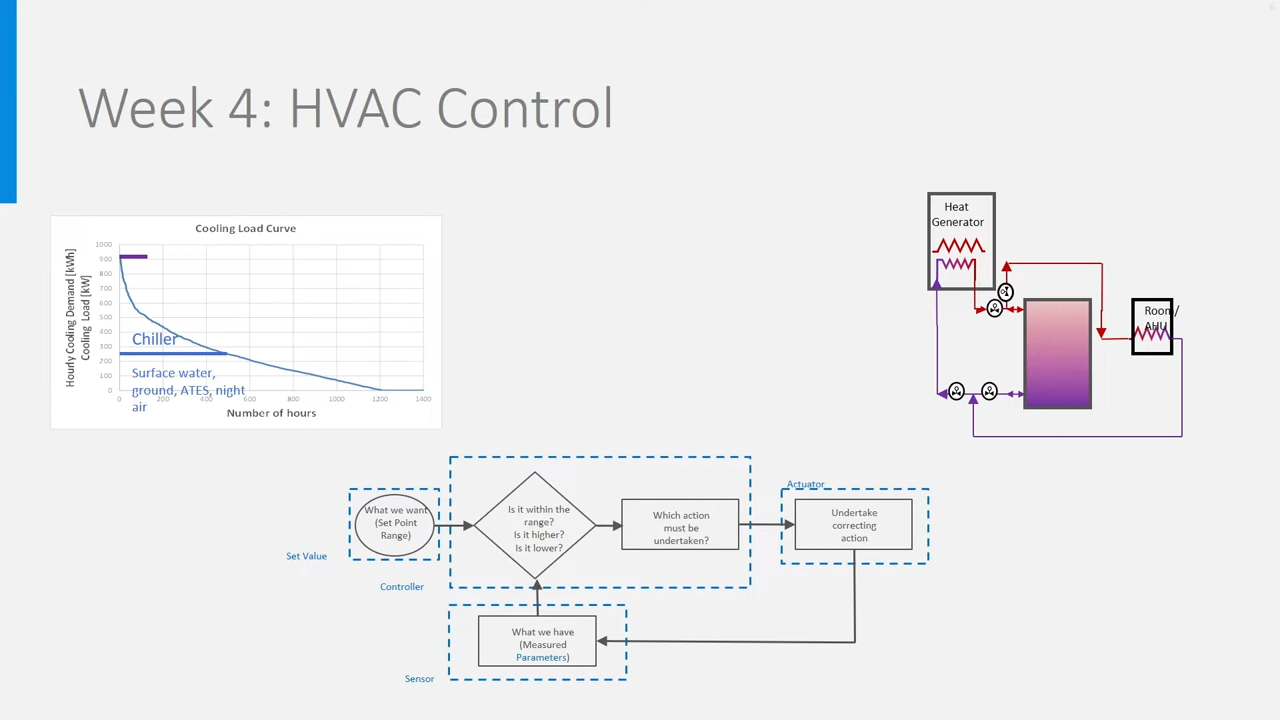 6
Week 4: HVAC Control
Cooling Load Curve
Hourly Cooling Demand [kWh]
Cooling Load [kW]
1000
900
800
700
600
500
400
300
200
100
0
Chiller
Surface water,
ground, ATES, night
air
0
200
400
600
800
1000
1200
1400
Number of hours
Heat
Generator
Room/
AHU
What we want
(Set Point
Range)
Set Value
Is it within the
range?
Is it higher?
Is it lower?
Which action
must be
undertaken?
Controller
Actuator
Undertake
correcting
action
What we have
(Measured
Parameters)
Sensor